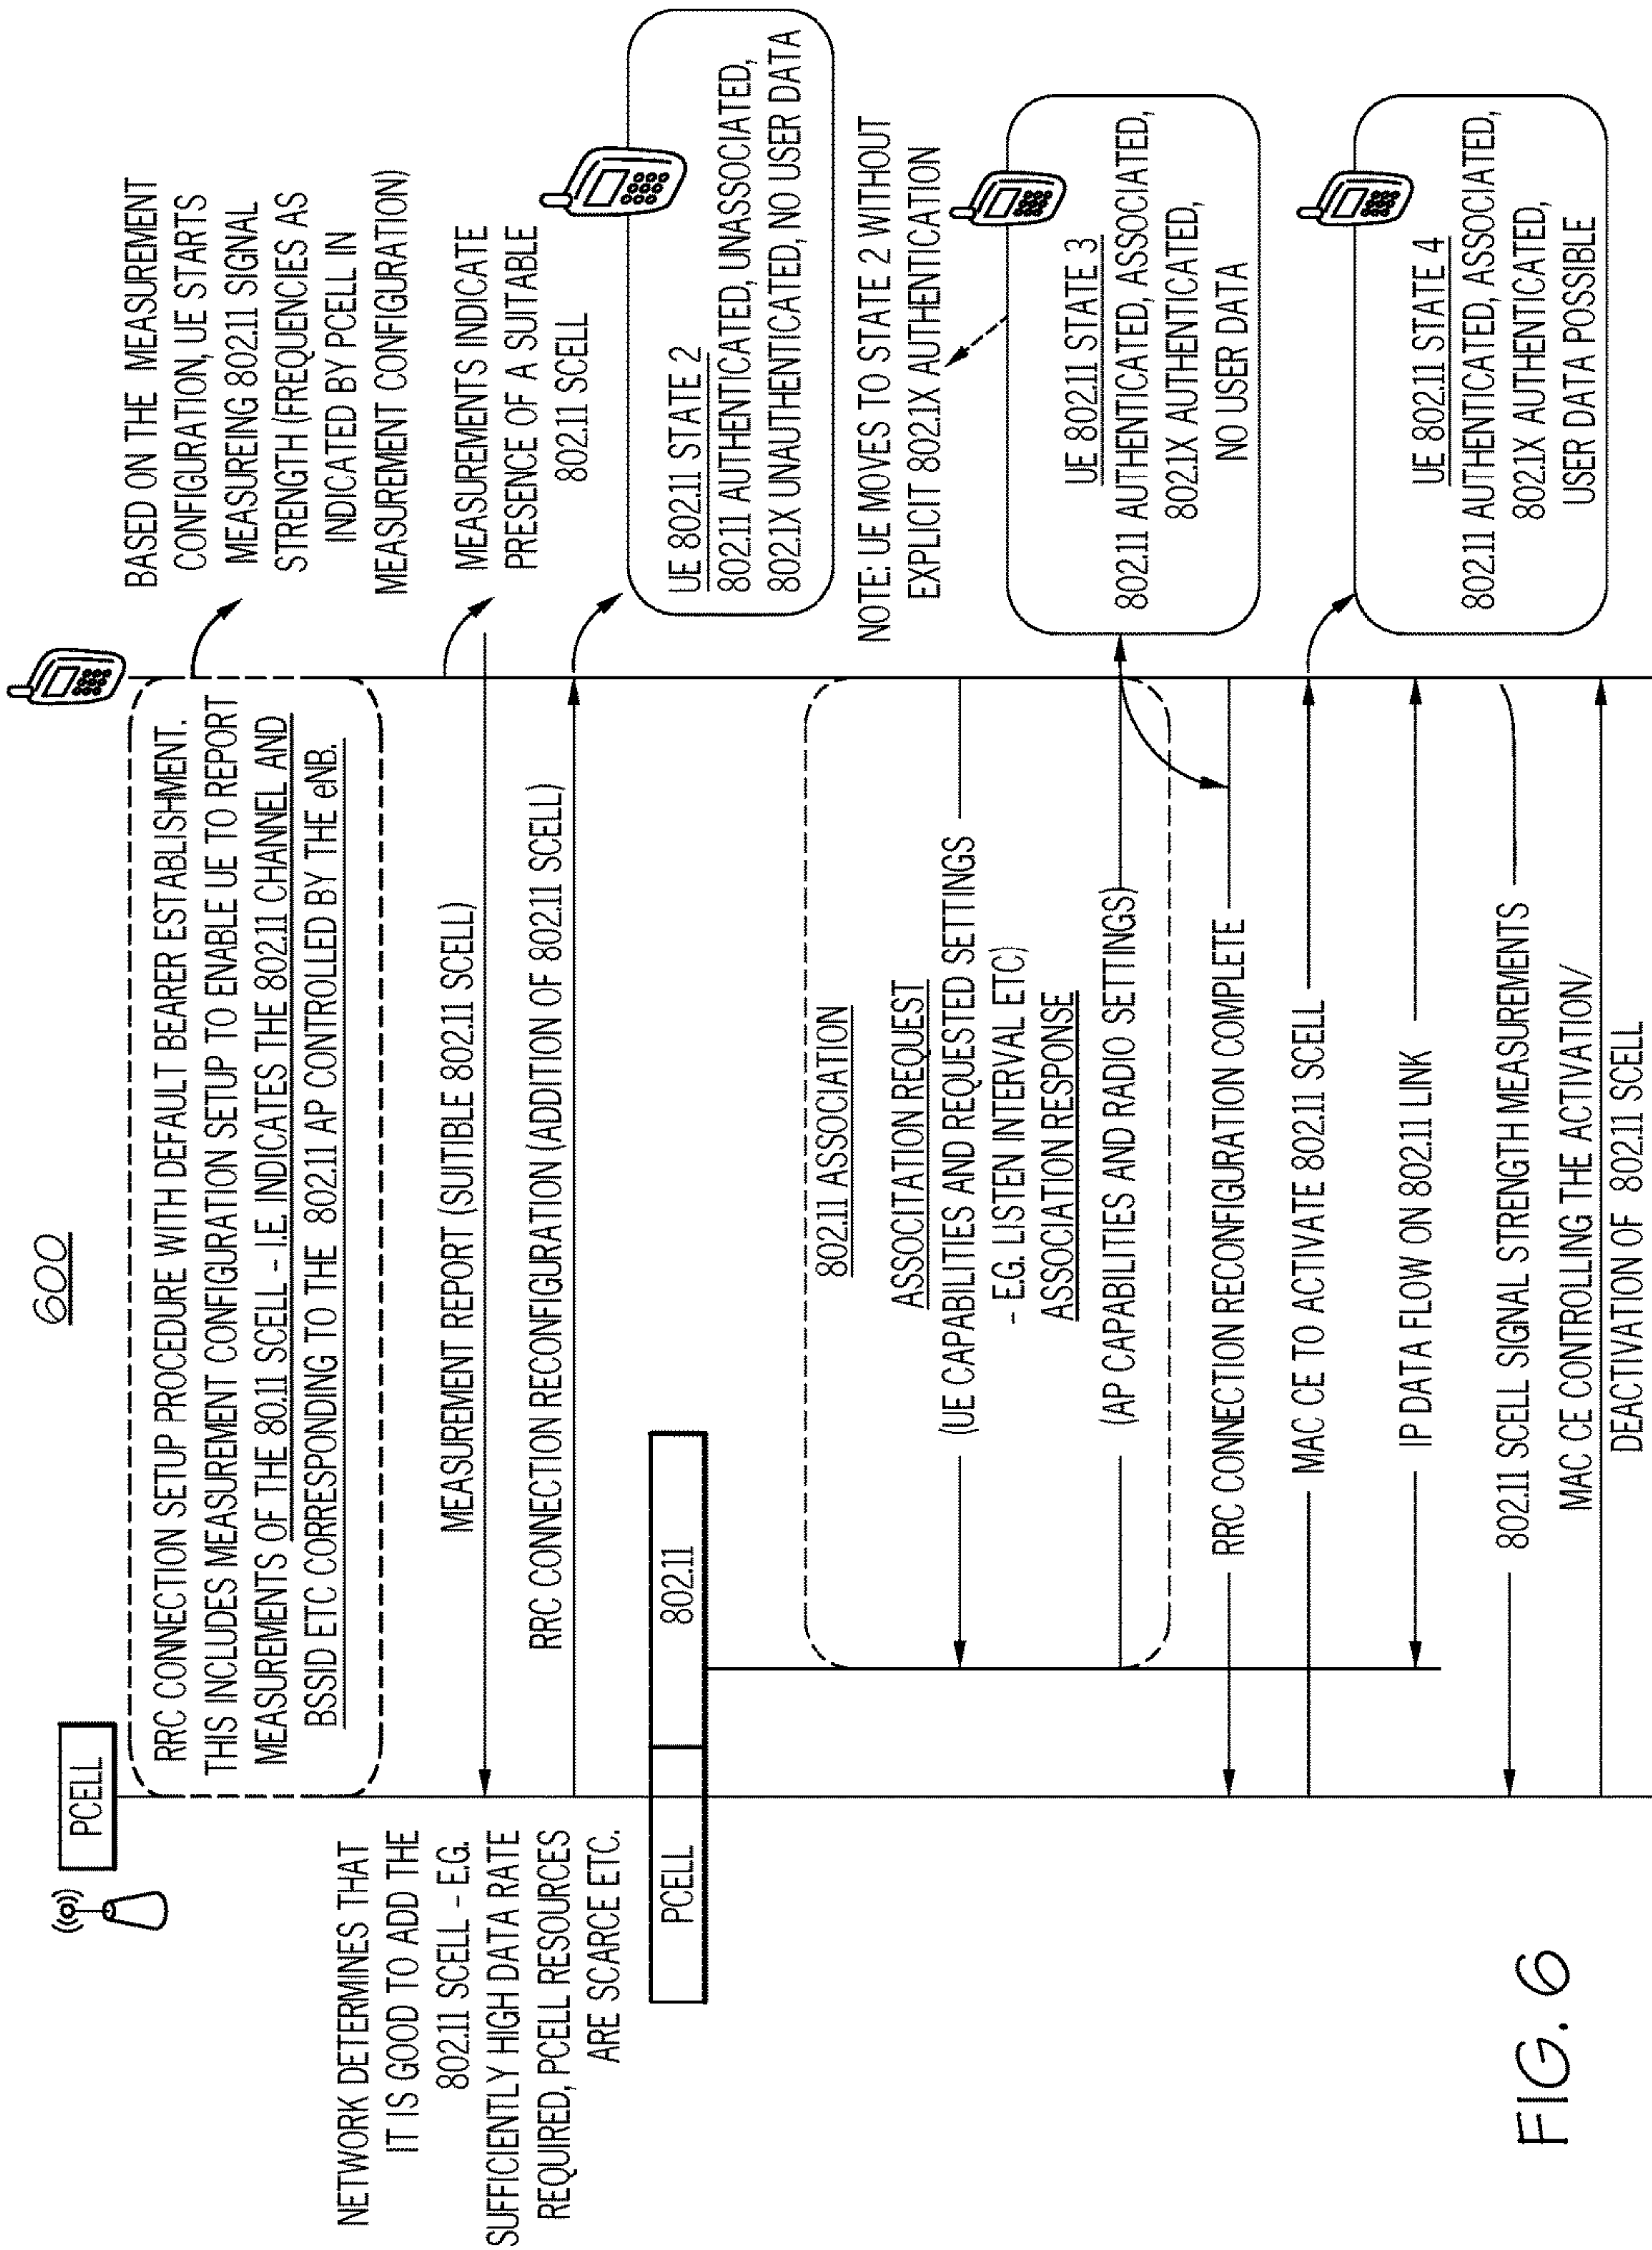 600
PCELL
RRC CONNECTION SETUP PROCEDURE WITH DEFAULT BEARER ESTABLISHMENT.
THIS INCLUDES MEASUREMENT CONFIGURATION SETUP TO ENABLE UE TO REPORT
MEASUREMENTS OF THE 80.11 SCELL – I.E. INDICATES THE 802.11 CHANNEL AND
BSSID ETC CORRESPONDING TO THE 802.11 AP CONTROLLED BY THE eNB.
BASED ON THE MEASUREMENT
CONFIGURATION, UE STARTS
MEASUREING 802.11 SIGNAL
STRENGTH (FREQUENCIES AS
INDICATED BY PCELL IN
MEASUREMENT CONFIGURATION)
NETWORK DETERMINES THAT
IT IS GOOD TO ADD THE
802.11 SCELL – E.G.
SUFFICIENTLY HIGH DATA RATE
REQUIRED, PCELL RESOURCES
ARE SCARCE ETC.
MEASUREMENT REPORT (SUITIBLE 802.11 SCELL)
MEASUREMENTS INDICATE
PRESENCE OF A SUITABLE
802.11 SCELL
RRC CONNECTION RECONFIGURATION (ADDITION OF 802.11 SCELL)
UE 802.11 STATE 2
802.11 AUTHENTICATED, UNASSOCIATED,
802.1X UNAUTHENTICATED, NO USER DATA
PCELL
802.11
802.11 ASSOCIATION
ASSOCITATION REQUEST
(UE CAPABILITIES AND REQUESTED SETTINGS
- E.G. LISTEN INTERVAL ETC)
ASSOCIATION RESPONSE
(AP CAPABILITIES AND RADIO SETTINGS)
NOTE: UE MOVES TO STATE 2 WITHOUT
EXPLICIT 802.1X AUTHENTICATION
UE 802.11 STATE 3
802.11 AUTHENTICATED, ASSOCIATED,
802.1X AUTHENTICATED,
NO USER DATA
RRC CONNECTION RECONFIGURATION COMPLETE
MAC CE TO ACTIVATE 802.11 SCELL
UE 802.11 STATE 4
802.11 AUTHENTICATED, ASSOCIATED,
802.1X AUTHENTICATED,
USER DATA POSSIBLE
IP DATA FLOW ON 802.11 LINK
802.11 SCELL SIGNAL STRENGTH MEASUREMENTS
MAC CE CONTROLLING THE ACTIVATION/
DEACTIVATION OF 802.11 SCELL
FIG. 6